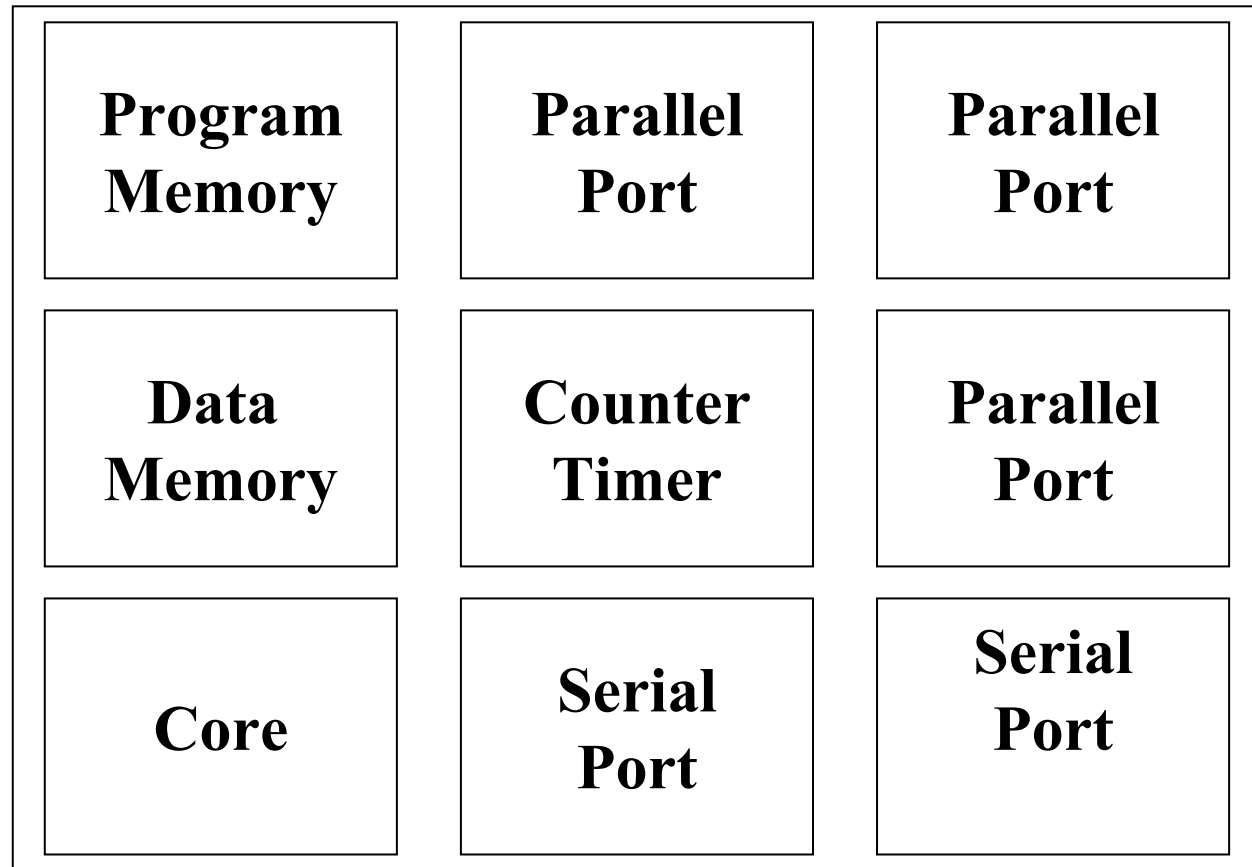 Program
Memory
Parallel
Port
Parallel
Port
Data
Memory
Counter
Timer
Parallel
Port
Core
Serial
Port
Serial
Port